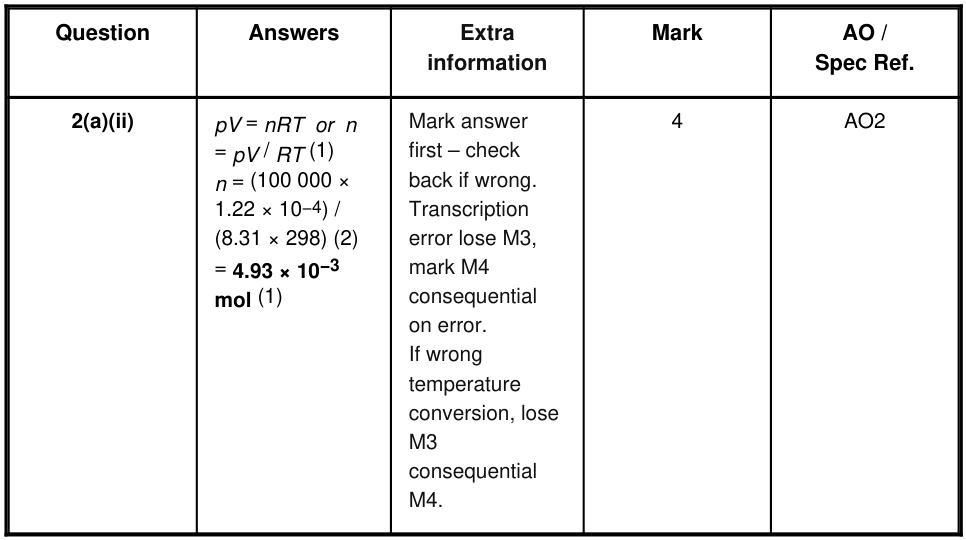 Question
Answers
Extra
information
Mark
AO /
Spec Ref.
2(a)(ii)
pV = nRT or n
= pV / RT (1)
n = (100 000 ×
1.22 × 10–4) /
(8.31 × 298) (2)
= 4.93 × 10–3
mol (1)
Mark answer
first – check
back if wrong.
Transcription
error lose M3,
mark M4
consequential
on error.
If wrong
temperature
conversion, lose
M3
consequential
M4.
4
AO2